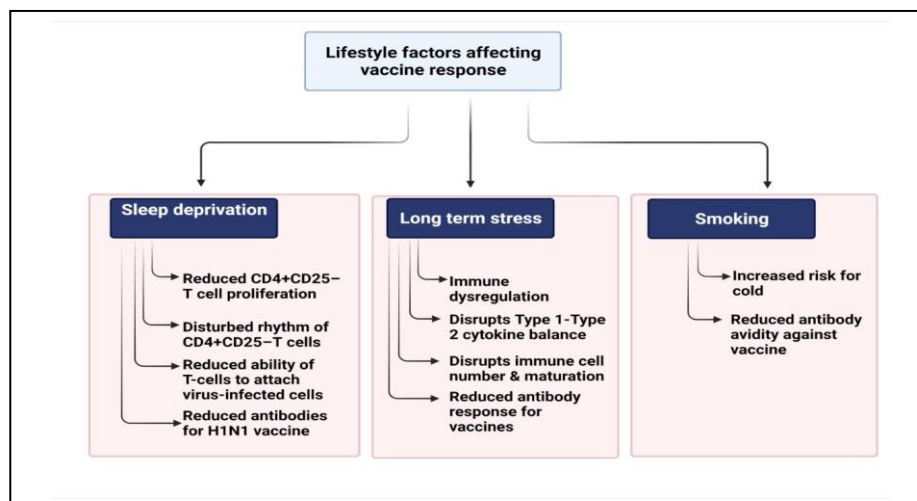 Lifestyle factors affecting
vaccine response
Sleep deprivation
Reduced CD4+CD25−
T cell proliferation
Disturbed rhythm of
CD4+CD25−T cells
Reduced ability of
T-cells to attach
virus-infected cells
Reduced antibodies
for H1N1 vaccine
Long term stress
Immune
dysregulation
Disrupts Type 1-Type
2 cytokine balance
Disrupts immune cell
number & maturation
Reduced antibody
response for
vaccines
Smoking
Increased risk for
cold
Reduced antibody
avidity against
vaccine